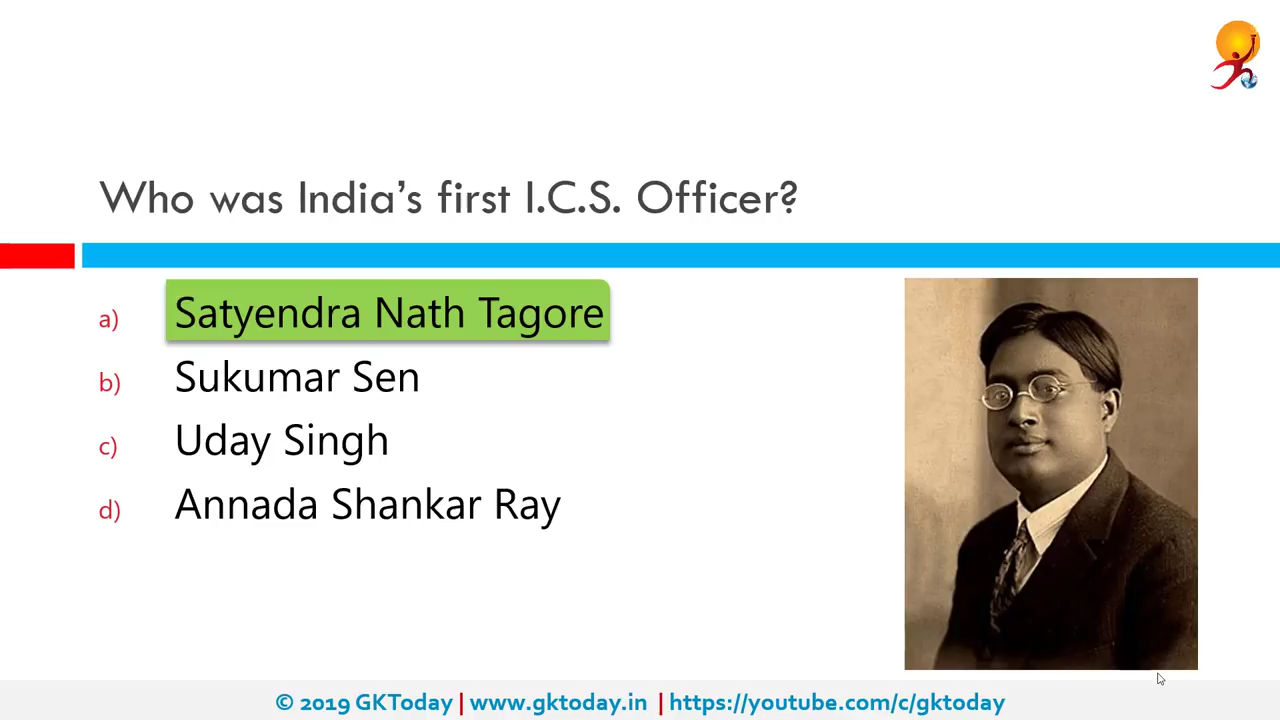 Who was India’s first I.C.S. Officer?
a) Satyendra Nath Tagore
b) Sukumar Sen
c) Uday Singh
d) Annada Shankar Ray
© 2019 GKToday | www.gktoday.in | https://youtube.com/c/gktoday